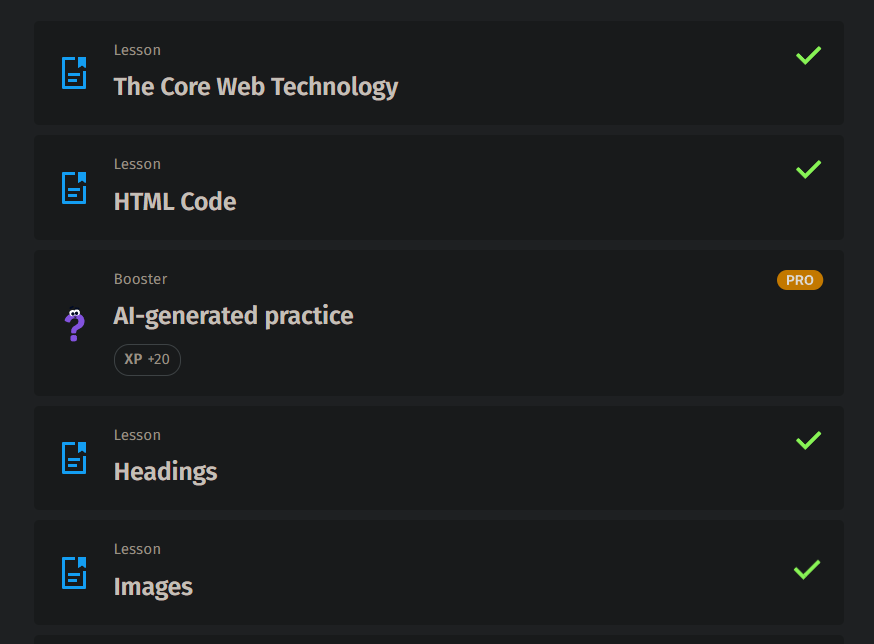 Lesson
The Core Web Technology
Lesson
HTML Code
Booster
PRO
AI-generated practice
XP +20
Lesson
Headings
Lesson
Images